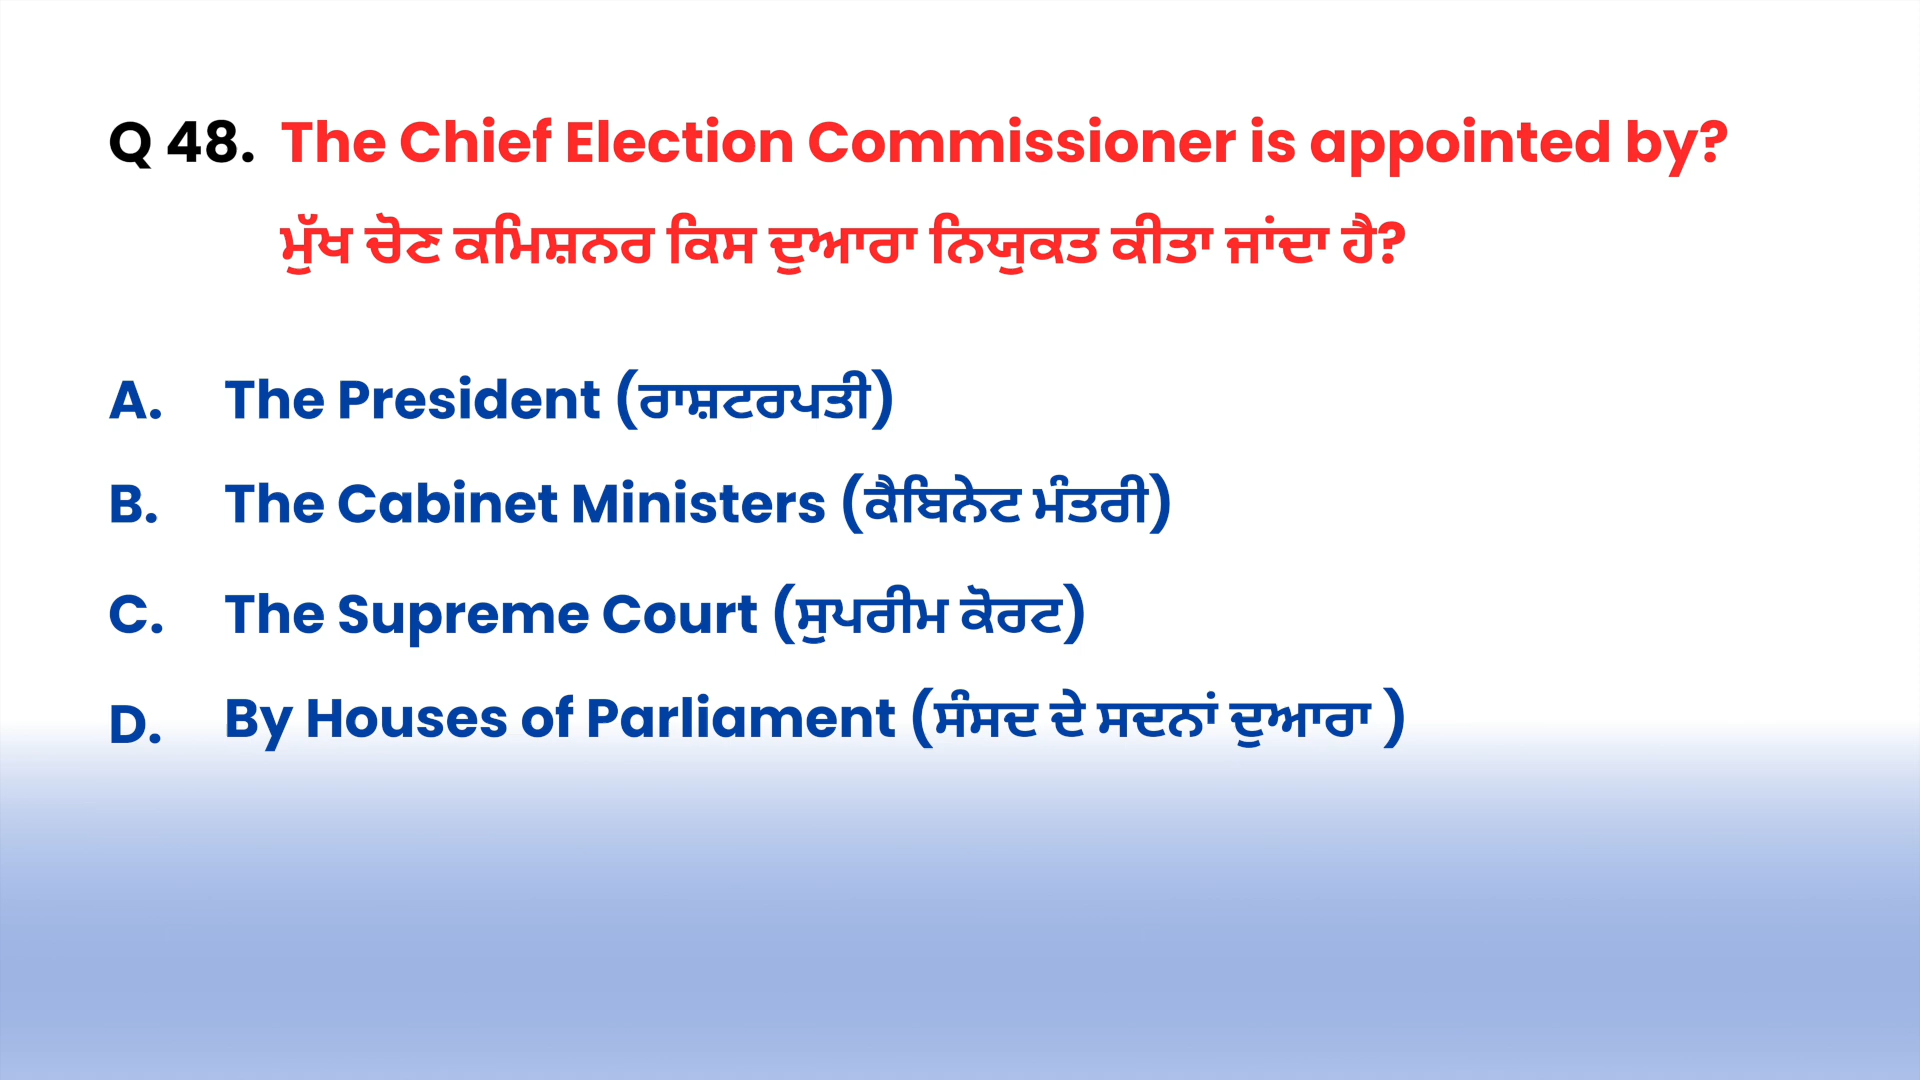 Q 48. The Chief Election Commissioner is appointed by?
ਮੁੱਖ ਚੋਣ ਕਮਿਸ਼ਨਰ ਕਿਸ ਦੁਆਰਾ ਨਿਯੁਕਤ ਕੀਤਾ ਜਾਂਦਾ ਹੈ?
A. The President (ਰਾਸ਼ਟਰਪਤੀ)
B. The Cabinet Ministers (ਕੈਬਿਨੇਟ ਮੰਤਰੀ)
C. The Supreme Court (ਸੁਪਰੀਮ ਕੋਰਟ)
D. By Houses of Parliament (ਸੰਸਦ ਦੇ ਸਦਨਾਂ ਦੁਆਰਾ )